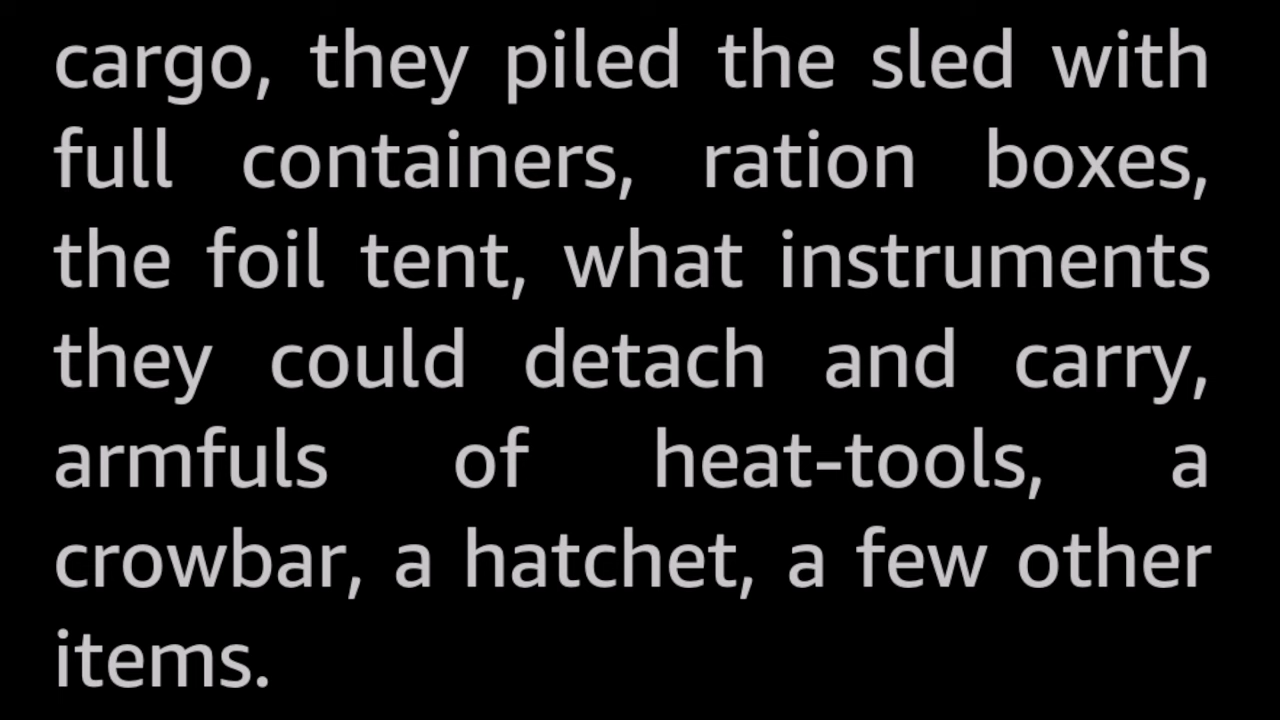 cargo, they piled the sled with
full containers, ration boxes,
the foil tent, what instruments
they could detach and carry,
armfuls of heat-tools, a
crowbar, a hatchet, a few other
items.